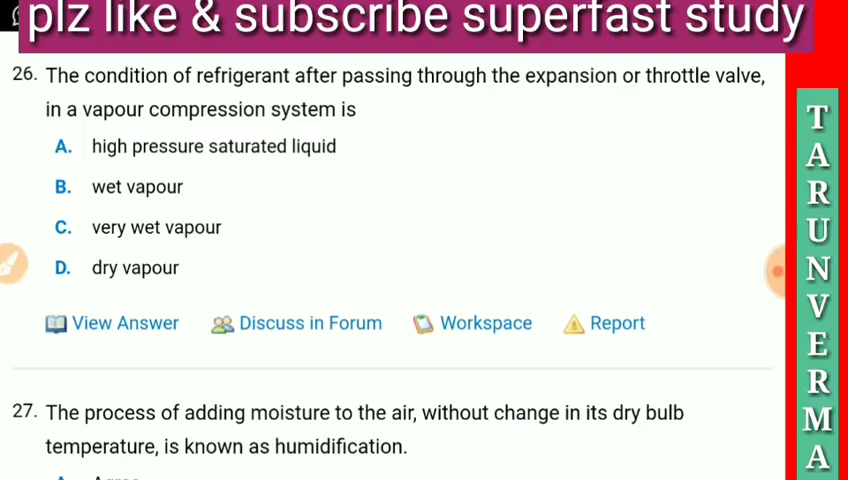 plz like & subscribe superfast study
26. The condition of refrigerant after passing through the expansion or throttle valve,
in a vapour compression system is
A. high pressure saturated liquid
B. wet vapour
C. very wet vapour
D. dry vapour
View Answer Discuss in Forum Workspace Report
27. The process of adding moisture to the air, without change in its dry bulb
temperature, is known as humidification.
TARUNVERMA